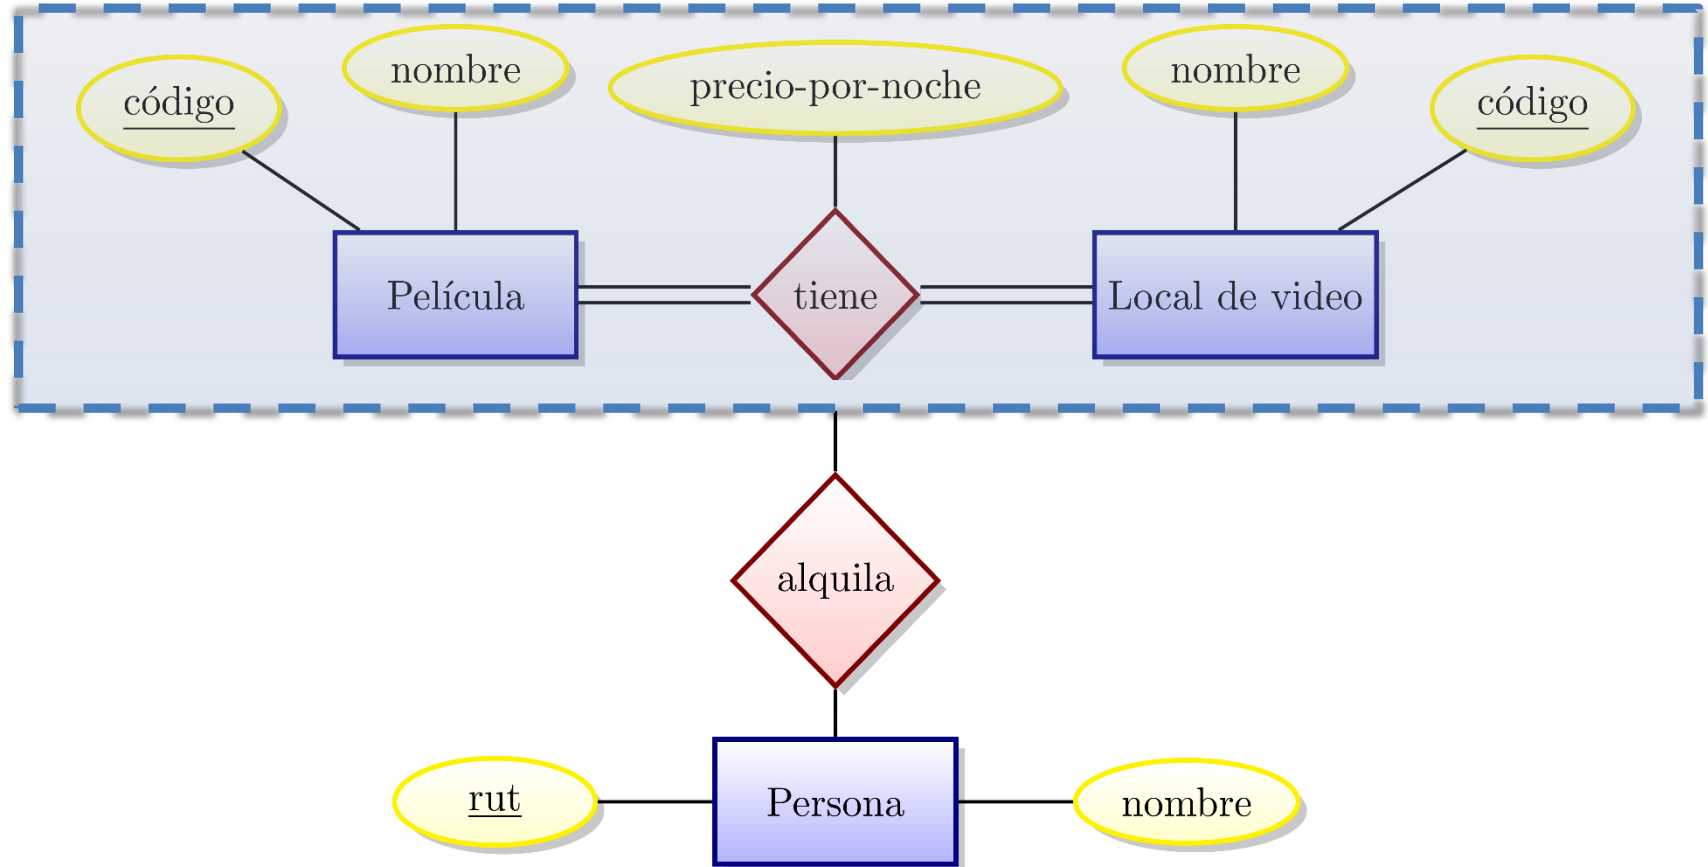 código
nombre
precio-por-noche
nombre
código
Película
tiene
Local de video
alquila
rut
Persona
nombre